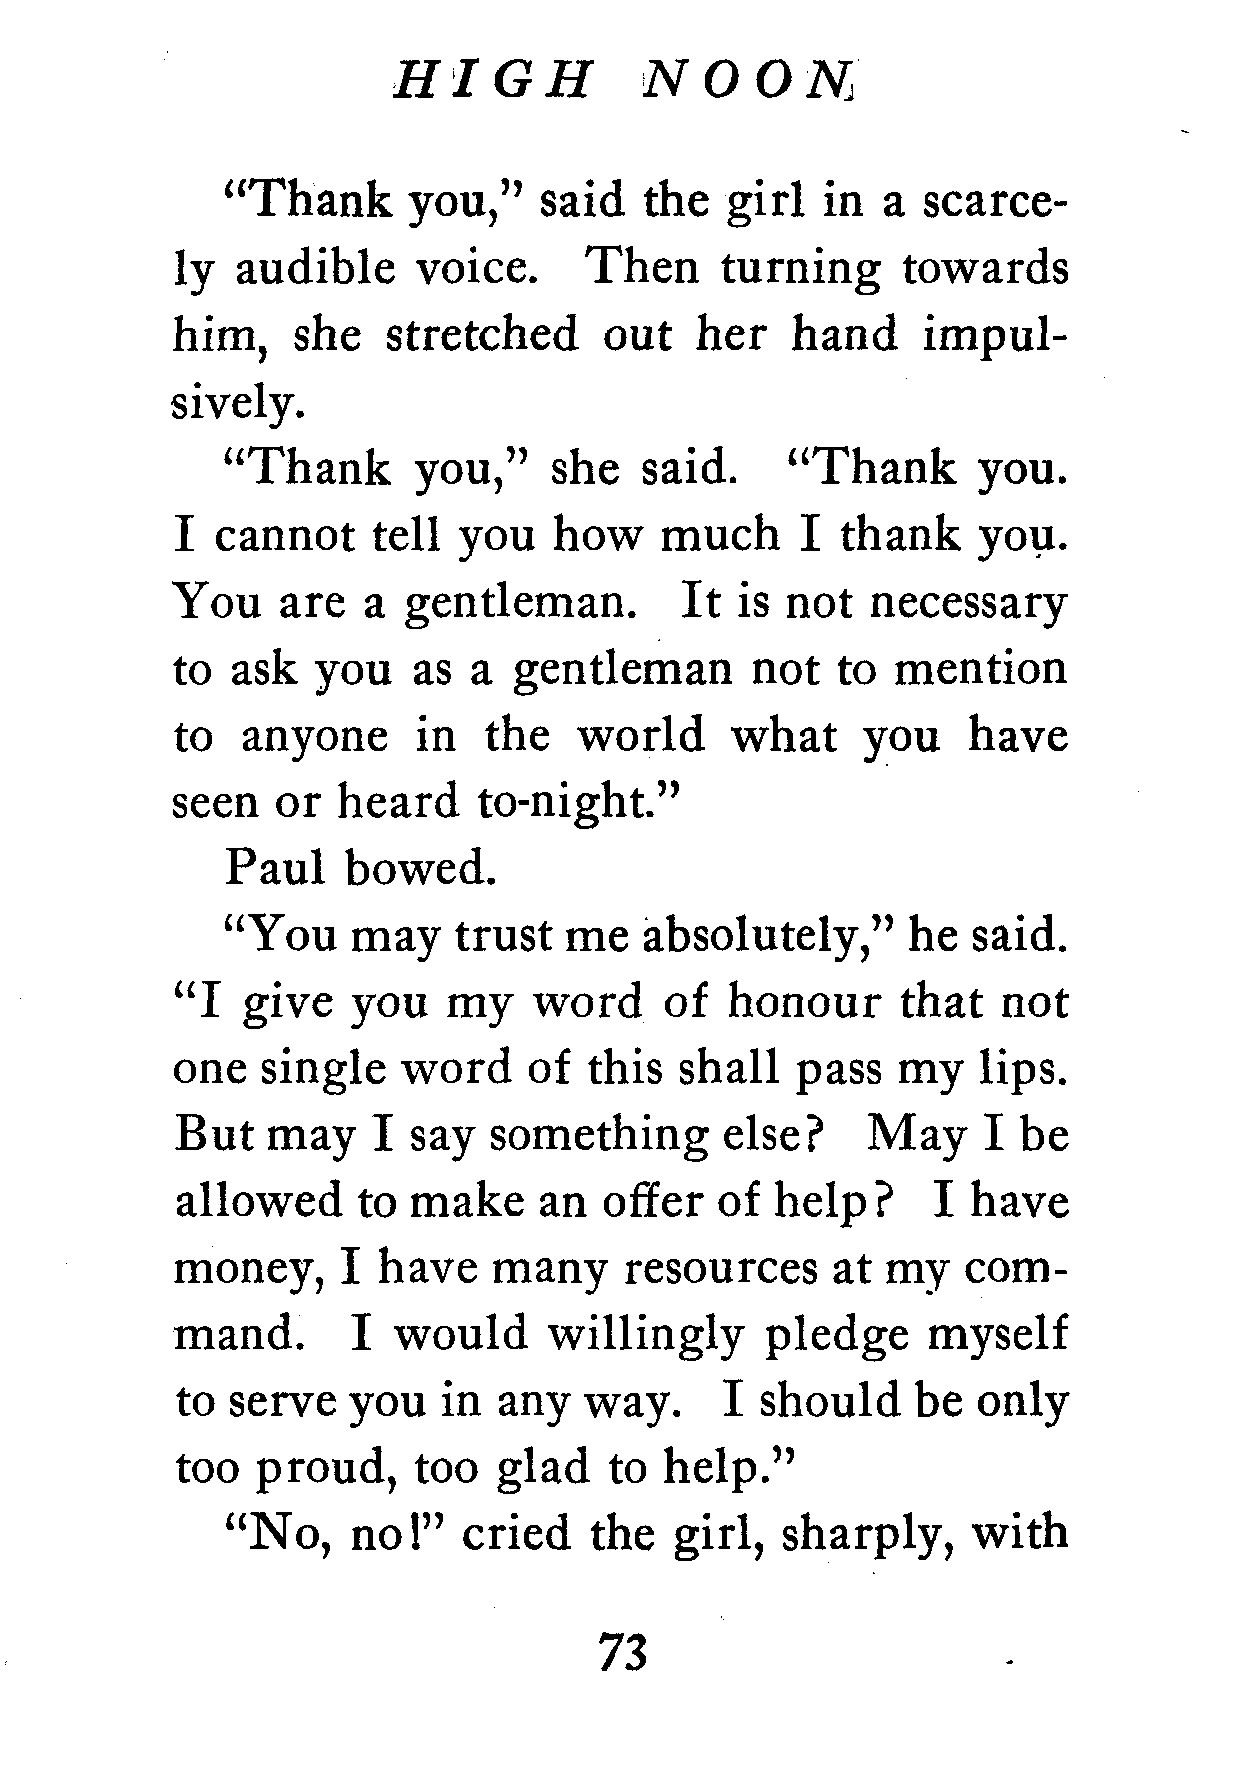 HIGH NOON
“Thank you,” said the girl in a scarce-
ly audible voice. Then turning towards
him, she stretched out her hand impul-
sively.
“Thank you,” she said. “Thank you.
I cannot tell you how much I thank you.
You are a gentleman. It is not necessary
to ask you as a gentleman not to mention
to anyone in the world what you have
seen or heard to-night.”
Paul bowed.
“You may trust me absolutely,” he said.
“I give you my word of honour that not
one single word of this shall pass my lips.
But may I say something else? May I be
allowed to make an offer of help? I have
money, I have many resources at my com-
mand. I would willingly pledge myself
to serve you in any way. I should be only
too proud, too glad to help.”
“No, no!” cried the girl, sharply, with
73